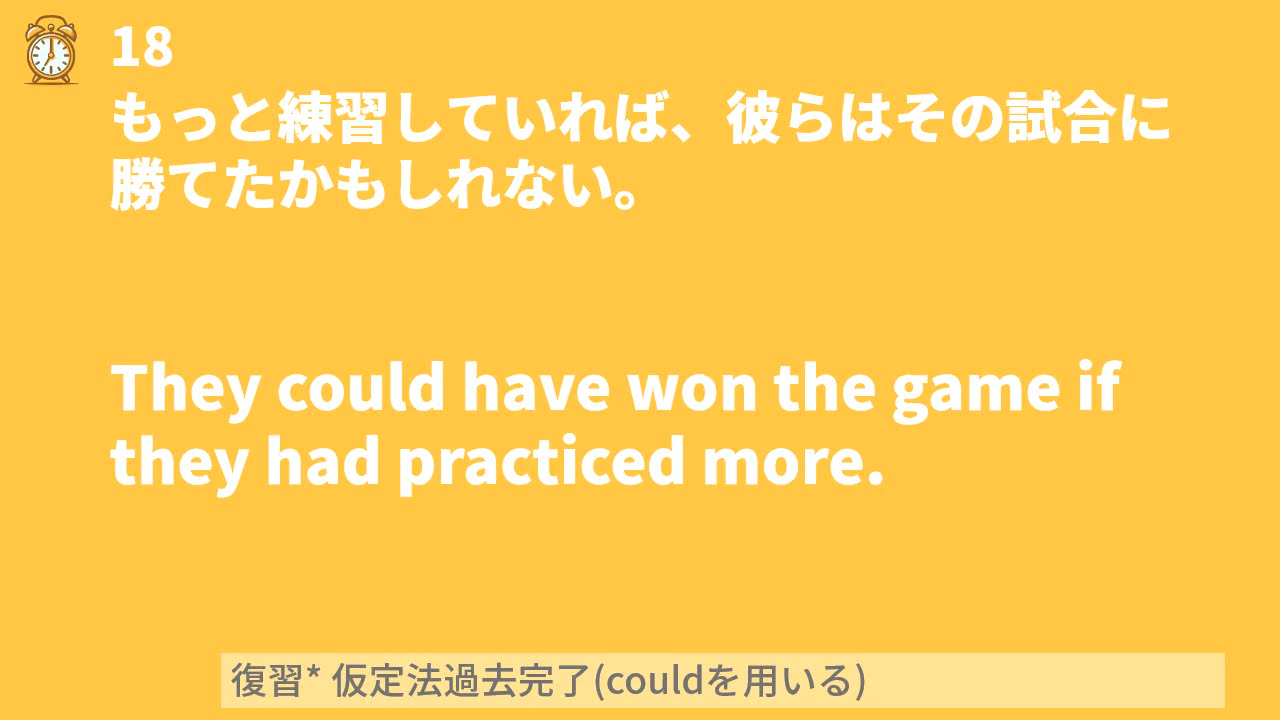 18
もっと練習していれば、彼らはその試合に
勝てたかもしれない。
They could have won the game if
they had practiced more.
復習* 仮定法過去完了(couldを用いる)